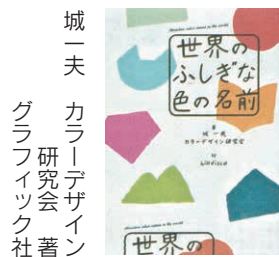 城一夫　カラーデザイン
研究会　著
グラフィック社
世界の
ふしぎな
色の名前
著
城 一夫
カラーデザイン研究会
世界の